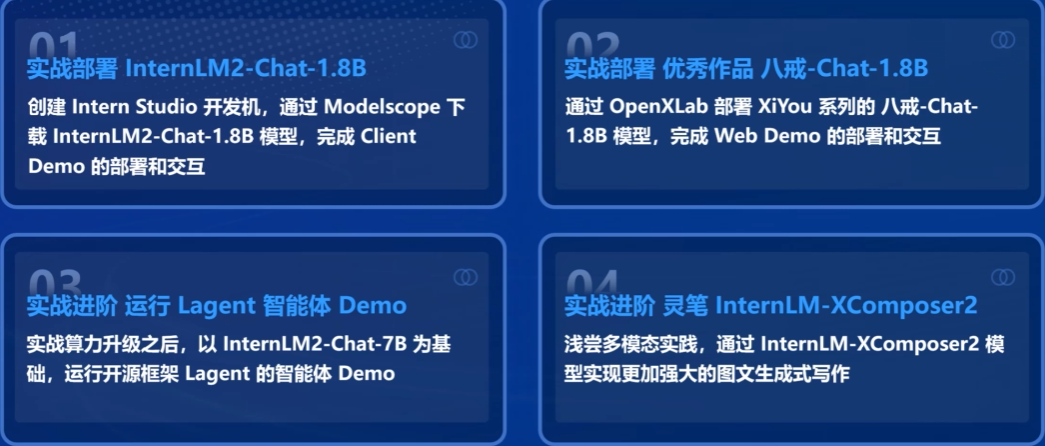 01
实战部署 InternLM2-Chat-1.8B
创建 Intern Studio 开发机，通过 Modelscope 下
载 InternLM2-Chat-1.8B 模型，完成 Client
Demo 的部署和交互
02
实战部署 优秀作品 八戒-Chat-1.8B
通过 OpenXLab 部署 XiYou 系列的 八戒-Chat-
1.8B 模型，完成 Web Demo 的部署和交互
03
实战进阶 运行 Lagent 智能体 Demo
实战算力升级之后，以 InternLM2-Chat-7B 为基
础，运行开源框架 Lagent 的智能体 Demo
04
实战进阶 灵笔 InternLM-XComposer2
浅尝多模态实践，通过 InternLM-XComposer2 模
型实现更加强大的图文生成式写作